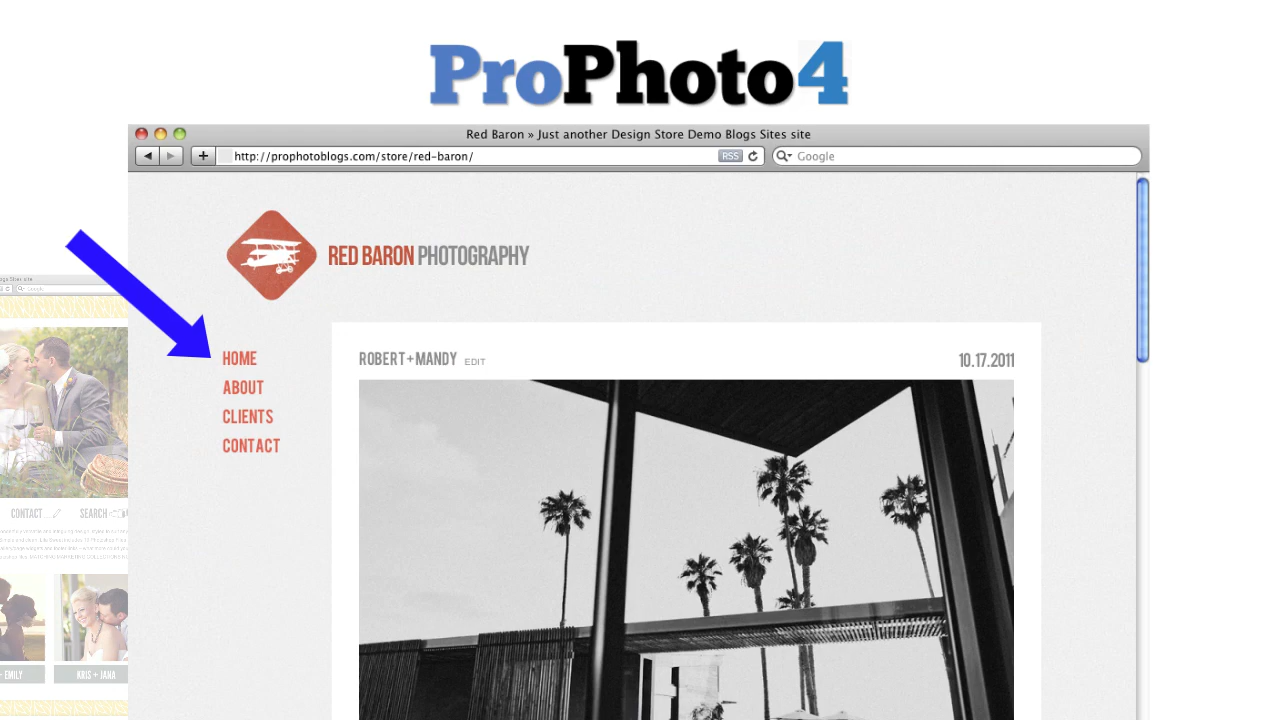 ProPhoto4
Red Baron » Just another Design Store Demo Blogs Sites site
http://prophotoblogs.com/store/red-baron/
RSS
Google
RED BARON PHOTOGRAPHY
HOME
ABOUT
CLIENTS
CONTACT
ROBERT+MANDY EDIT
10.17.2011
Google
CONTACT
SEARCH
EMILY
KRIS + JANA